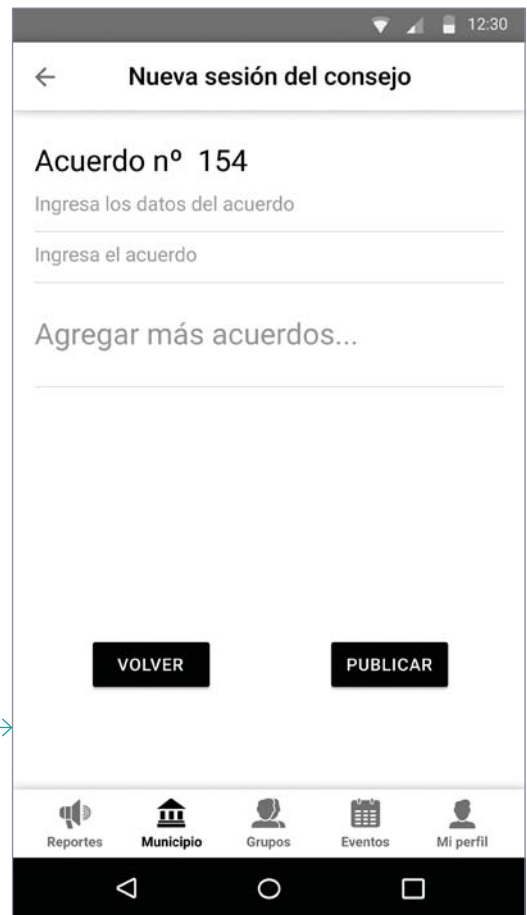 12:30
Nueva sesión del consejo
Acuerdo nº 154
Ingresa los datos del acuerdo
Ingresa el acuerdo
Agregar más acuerdos...
VOLVER PUBLICAR
Reportes Municipio Grupos Eventos Mi perfil